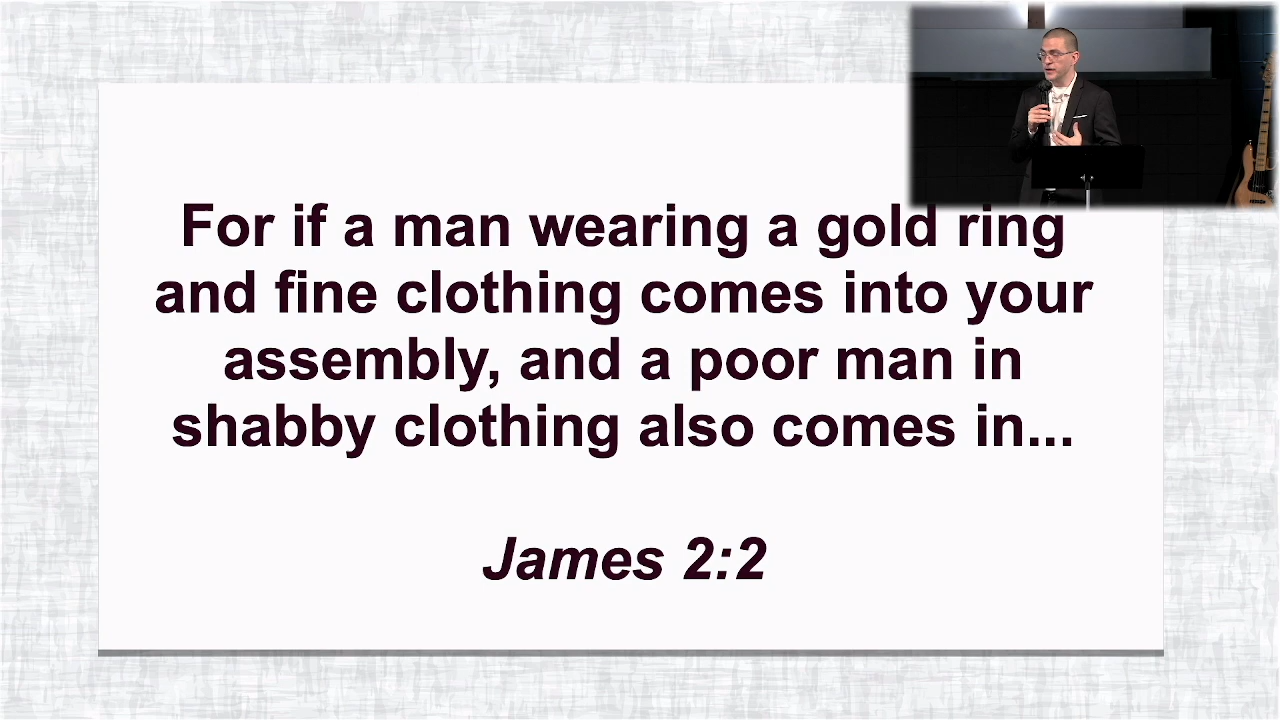 For if a man wearing a gold ring
and fine clothing comes into your
assembly, and a poor man in
shabby clothing also comes in...
James 2:2